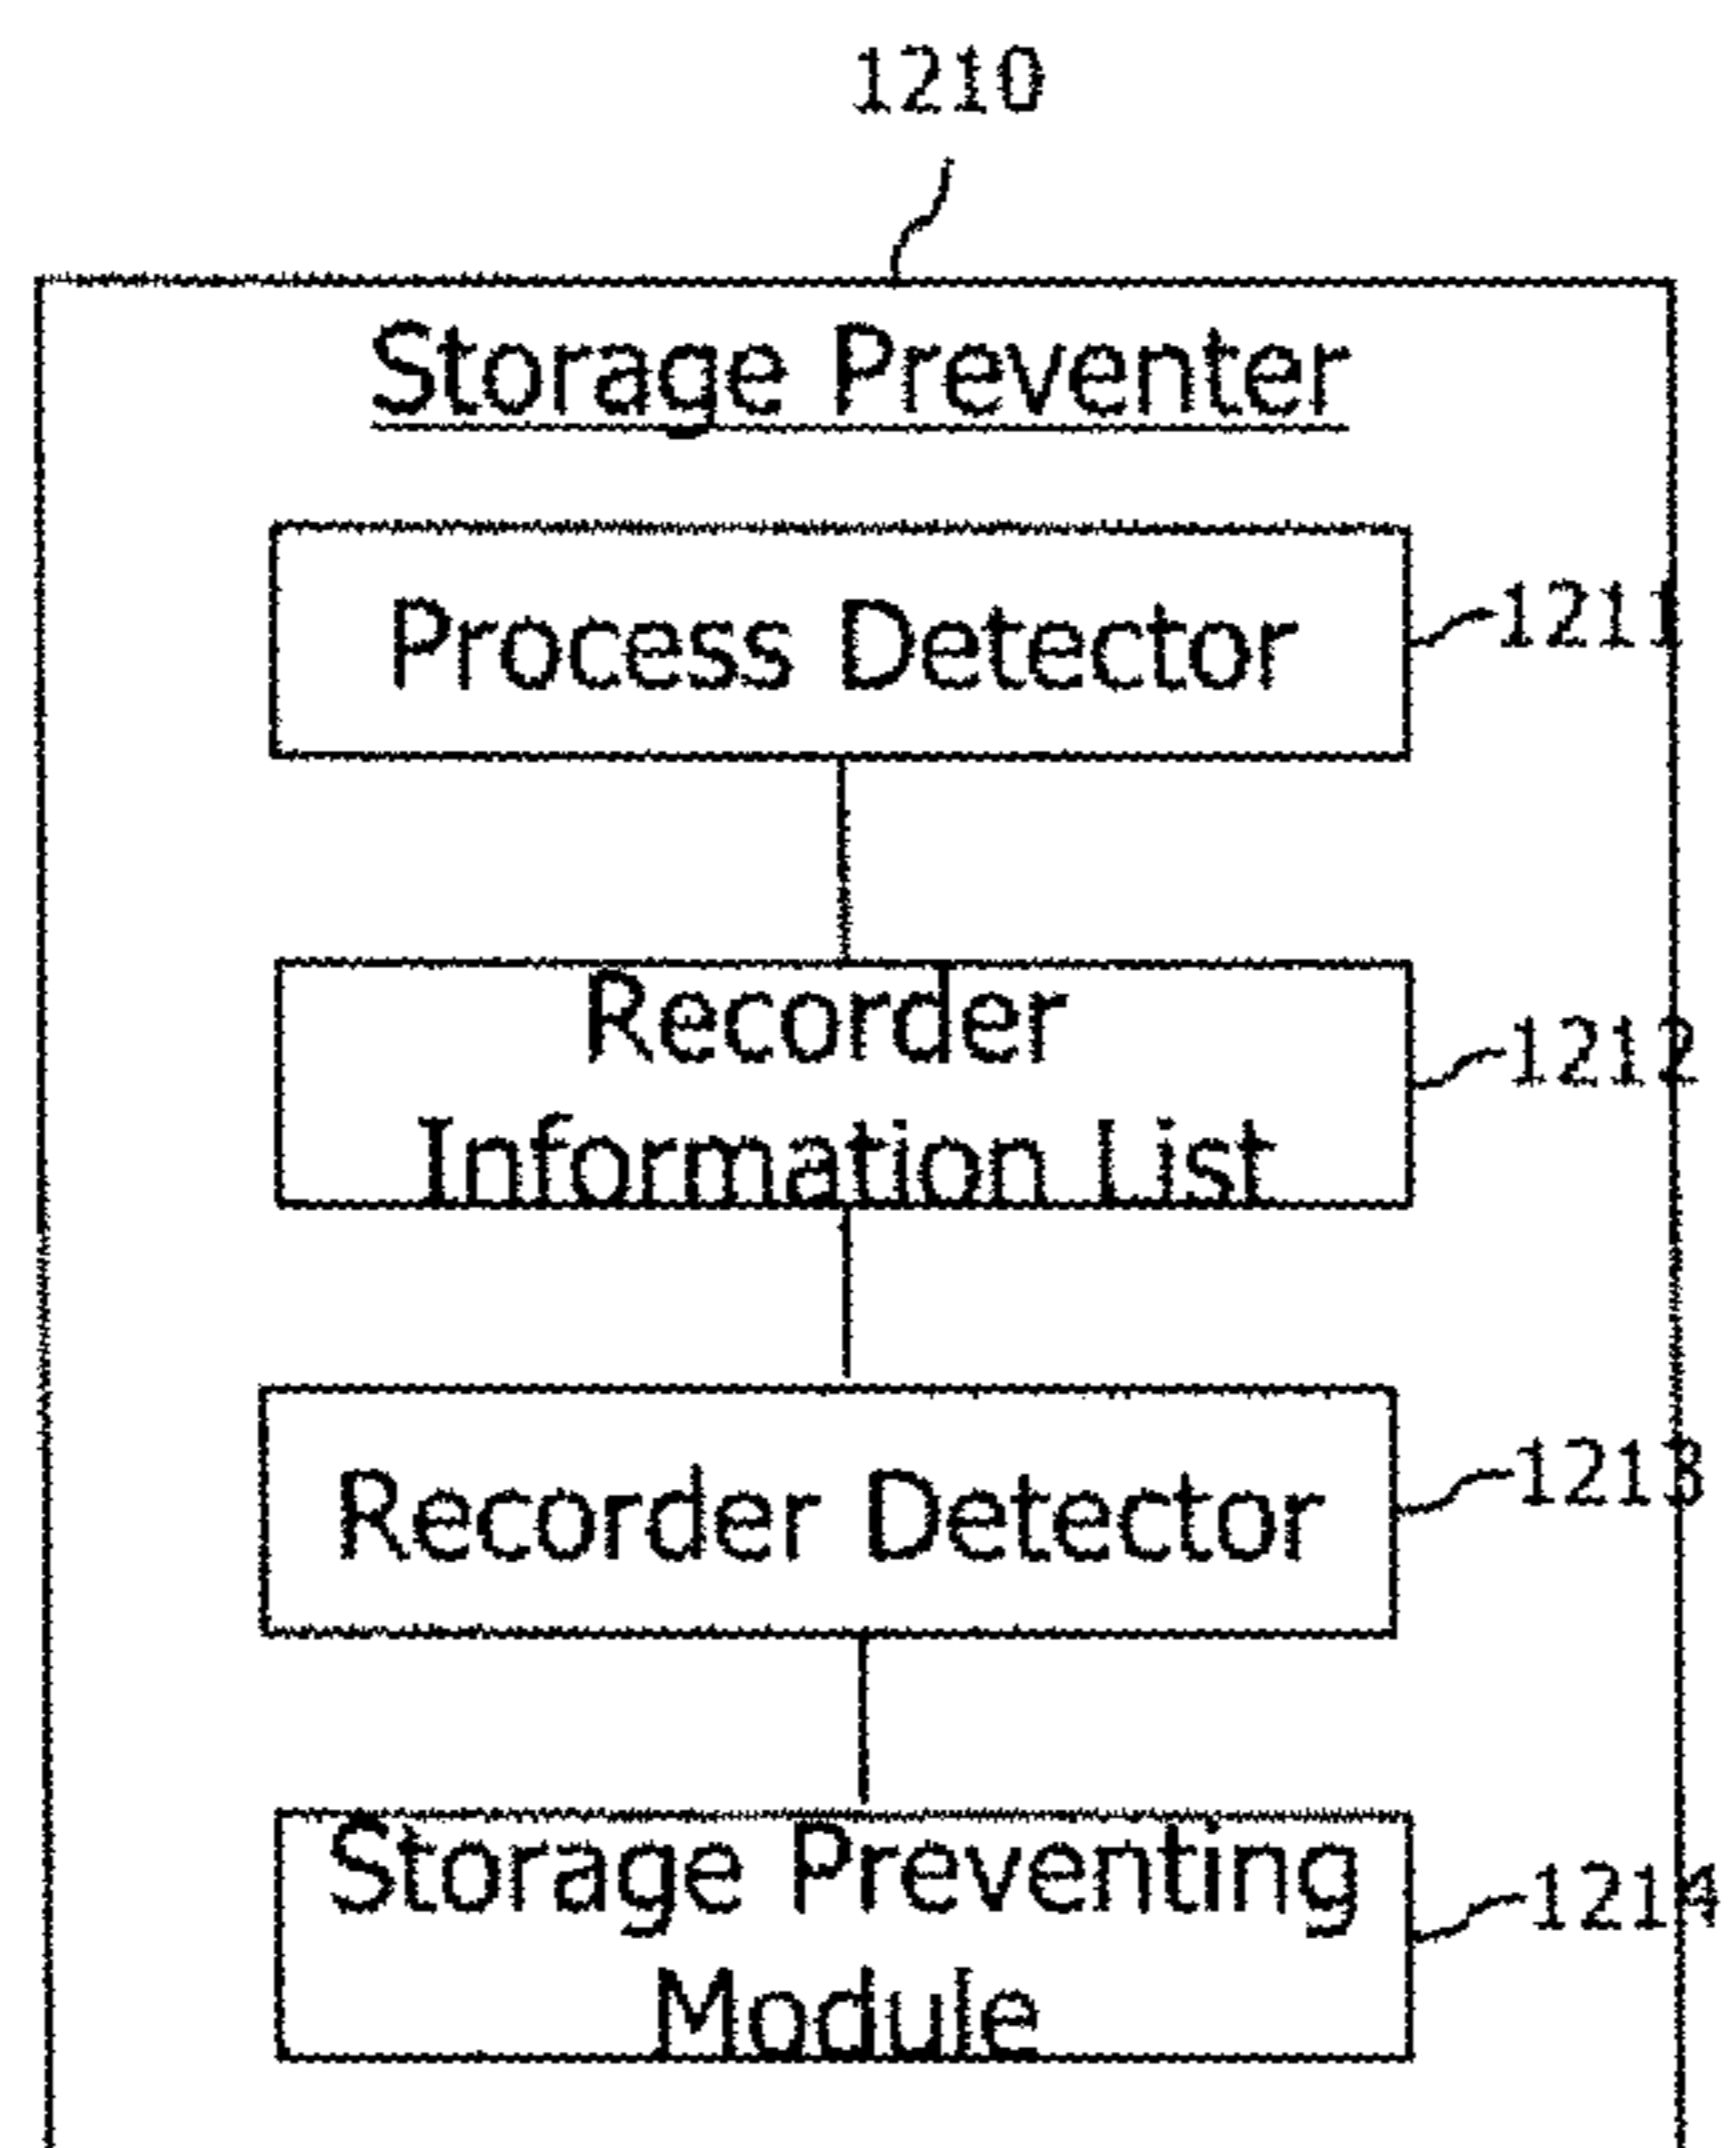 1210
Storage Preventer
Process Detector
1211
Recorder
Information List
1212
Recorder Detector
1213
Storage Preventing
Module
1214